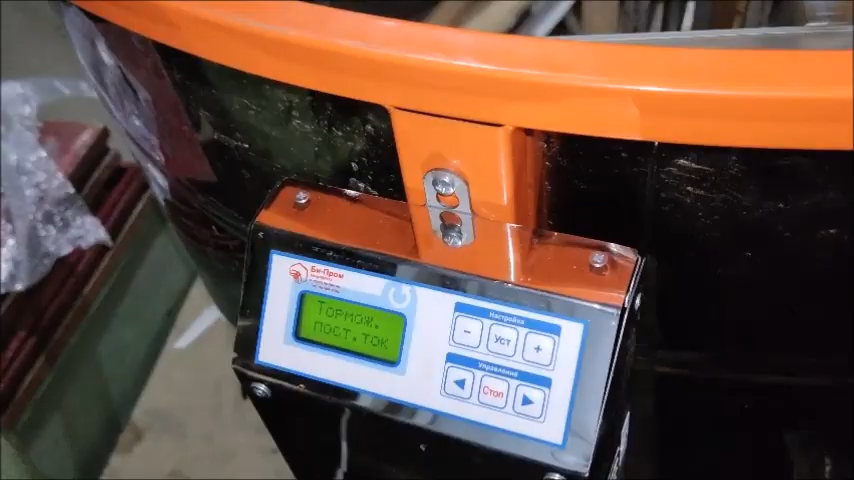 Би-Пром
ТОРМОЖ.
ПОСТ. ТОК
Настройка
- Уст +
Управление
Стоп